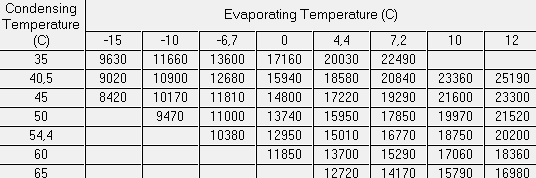 Condensing Temperature (C) Evaporating Temperature (C)
-15 -10 -6,7 0 4,4 7,2 10 12
35 9630 11660 13600 17160 20030 22490
40,5 9020 10900 12680 15940 18580 20840 23360 25190
45 8420 10170 11810 14800 17220 19290 21600 23300
50 9470 11000 13740 15950 17850 19970 21520
54,4 10380 12950 15010 16770 18750 20200
60 11850 13700 15290 17060 18360
65 12720 14170 15790 16980